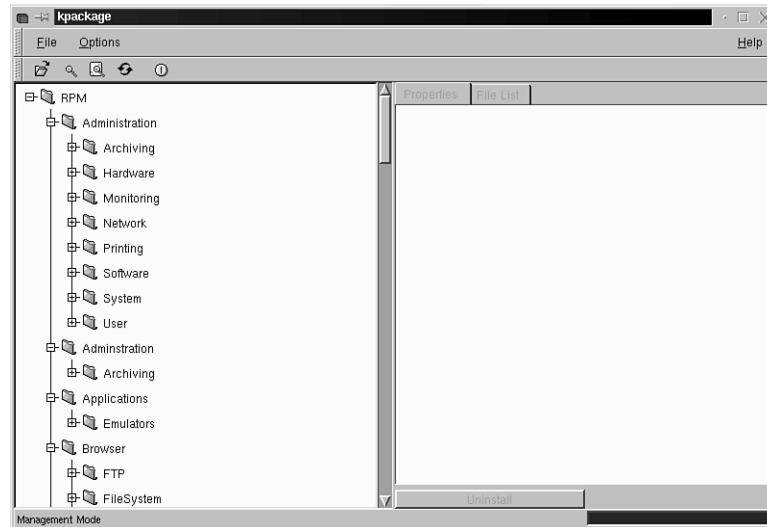 kpackage
File Options Help
Properties File List
RPM
Administration
Archiving
Hardware
Monitoring
Network
Printing
Software
System
User
Adminstration
Archiving
Applications
Emulators
Browser
FTP
FileSystem
Uninstall
Management Mode